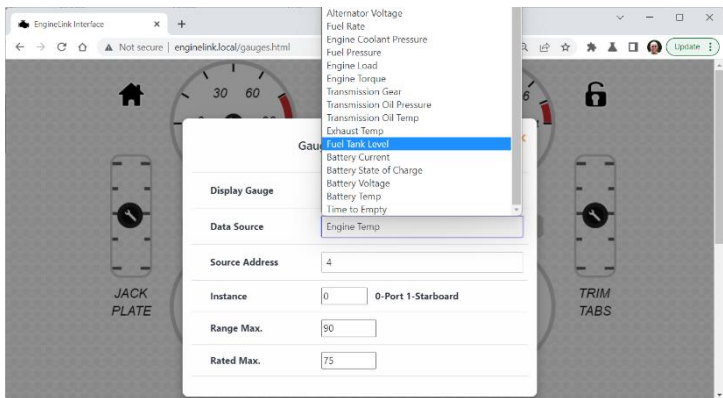 EngineLink Interface
Not secure | enginelink.local/gauges.html
Update
Alternator Voltage
Fuel Rate
Engine Coolant Pressure
Fuel Pressure
Engine Load
Engine Torque
Transmission Gear
Transmission Oil Pressure
Transmission Oil Temp
Exhaust Temp
Fuel Tank Level
Battery Current
Battery State of Charge
Battery Voltage
Battery Temp
Time to Empty
30 60
6
Display Gauge
Data Source Engine Temp
Source Address 4
Instance 0 0-Port 1-Starboard
Range Max. 90
Rated Max. 75
JACK
PLATE
TRIM
TABS